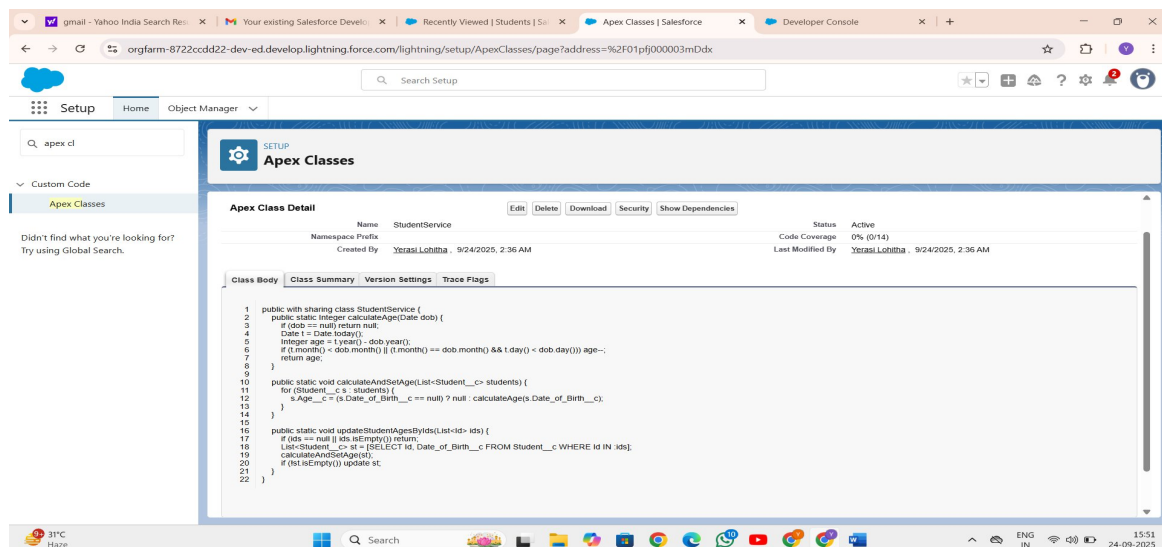 gmail - Yahoo India Search Resu
Your existing Salesforce Develop
Recently Viewed | Students | Sal
Apex Classes | Salesforce
Developer Console
orgfarm-8722ccdd22-dev-ed.develop.lightning.force.com/lightning/setup/ApexClasses/page?address=%2F01pfj000003mDdx
Y
Search Setup
2
Setup
Home
Object Manager
apex cl
Custom Code
Apex Classes
Didn't find what you're looking for?
Try using Global Search.
SETUP
Apex Classes
Apex Class Detail
Edit Delete Download Security Show Dependencies
Name StudentService Status Active
Namespace Prefix Code Coverage 0% (0/14)
Created By Yerasi Lohitha , 9/24/2025, 2:36 AM Last Modified By Yerasi Lohitha , 9/24/2025, 2:36 AM
Class Body Class Summary Version Settings Trace Flags
1 public with sharing class StudentService {
2 public static Integer calculateAge(Date dob) {
3 if (dob == null) return null;
4 Date t = Date.today();
5 Integer age = t.year() - dob.year();
6 if (t.month() < dob.month() || (t.month() == dob.month() && t.day() < dob.day())) age--;
7 return age;
8 }
9
10 public static void calculateAndSetAge(List<Student__c> students) {
11 for (Student__c s : students) {
12 s.Age__c = (s.Date_of_Birth__c == null) ? null : calculateAge(s.Date_of_Birth__c);
13 }
14 }
15
16 public static void updateStudentAgesByIds(List<Id> ids) {
17 if (ids == null || ids.isEmpty()) return;
18 List<Student__c> st = [SELECT Id, Date_of_Birth__c FROM Student__c WHERE Id IN :ids];
19 calculateAndSetAge(st);
20 if (!st.isEmpty()) update st;
21 }
22 }
9+
31°C
Haze
Search
ENG
IN
15:51
24-09-2025